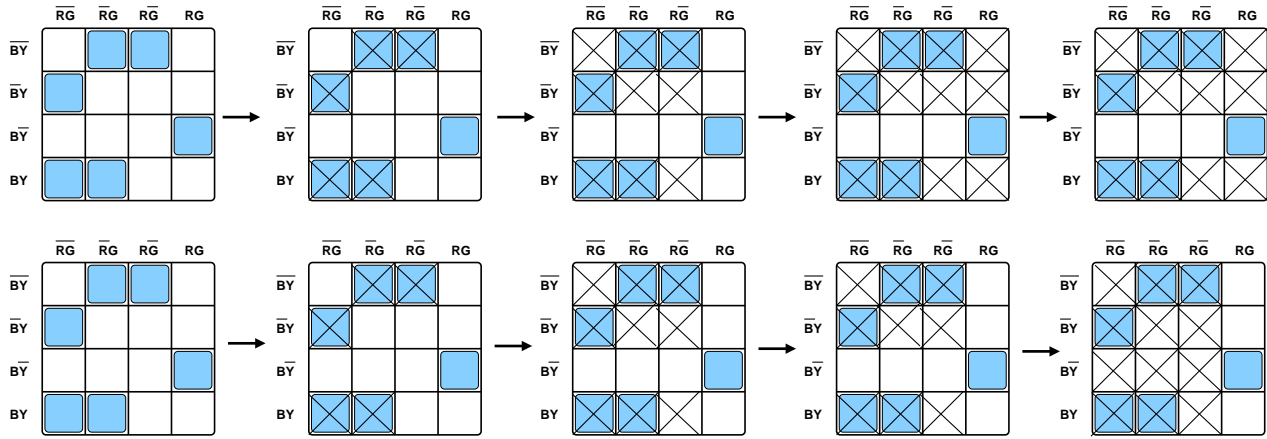 R̅G̅ R̅G RG̅ RG R̅G̅ R̅G RG̅ RG R̅G̅ R̅G RG̅ RG R̅G̅ R̅G RG̅ RG R̅G̅ R̅G RG̅ RG
B̅Y̅ B̅Y̅ B̅Y̅ B̅Y̅ B̅Y̅
B̅Y B̅Y B̅Y B̅Y B̅Y
BY̅ BY̅ BY̅ BY̅ BY̅
BY BY BY BY BY
R̅G̅ R̅G RG̅ RG R̅G̅ R̅G RG̅ RG R̅G̅ R̅G RG̅ RG R̅G̅ R̅G RG̅ RG R̅G̅ R̅G RG̅ RG
B̅Y̅ B̅Y̅ B̅Y̅ B̅Y̅ B̅Y̅
B̅Y B̅Y B̅Y B̅Y B̅Y
BY̅ BY̅ BY̅ BY̅ BY̅
BY BY BY BY BY